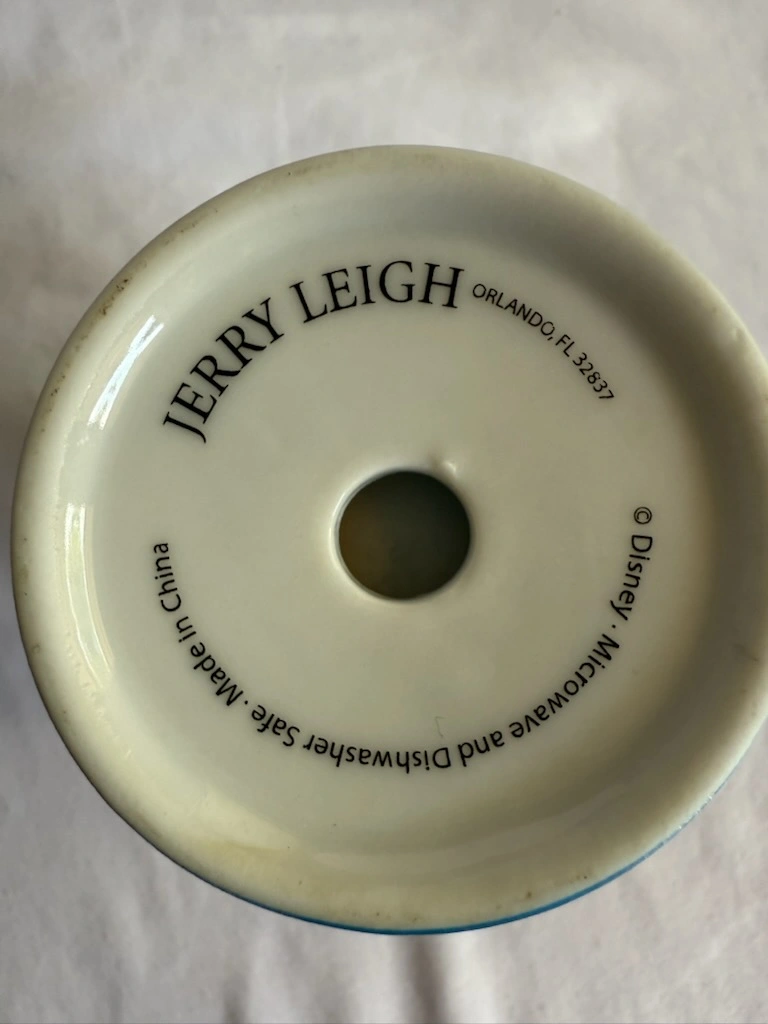 JERRY LEIGH ORLANDO, FL 32837
© Disney . Microwave and Dishwasher Safe . Made in China